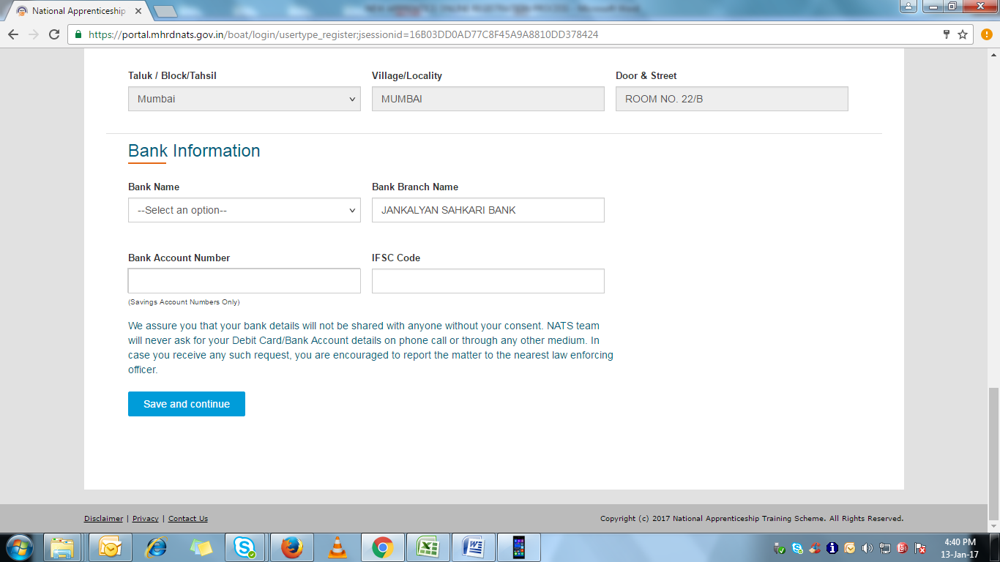 National Apprenticeship
https://portal.mhrdnats.gov.in/boat/login/usertype_register;jsessionid=16B03DD0AD77C8F45A9A8810DD378424
Taluk / Block/Tahsil Village/Locality Door & Street
Mumbai MUMBAI ROOM NO. 22/B
Bank Information
Bank Name Bank Branch Name
--Select an option-- JANKALYAN SAHKARI BANK
Bank Account Number IFSC Code
(Savings Account Numbers Only)
We assure you that your bank details will not be shared with anyone without your consent. NATS team
will never ask for your Debit Card/Bank Account details on phone call or through any other medium. In
case you receive any such request, you are encouraged to report the matter to the nearest law enforcing
officer.
Save and continue
Disclaimer | Privacy | Contact Us Copyright (c) 2017 National Apprenticeship Training Scheme. All Rights Reserved.
4:40 PM
13-Jan-17